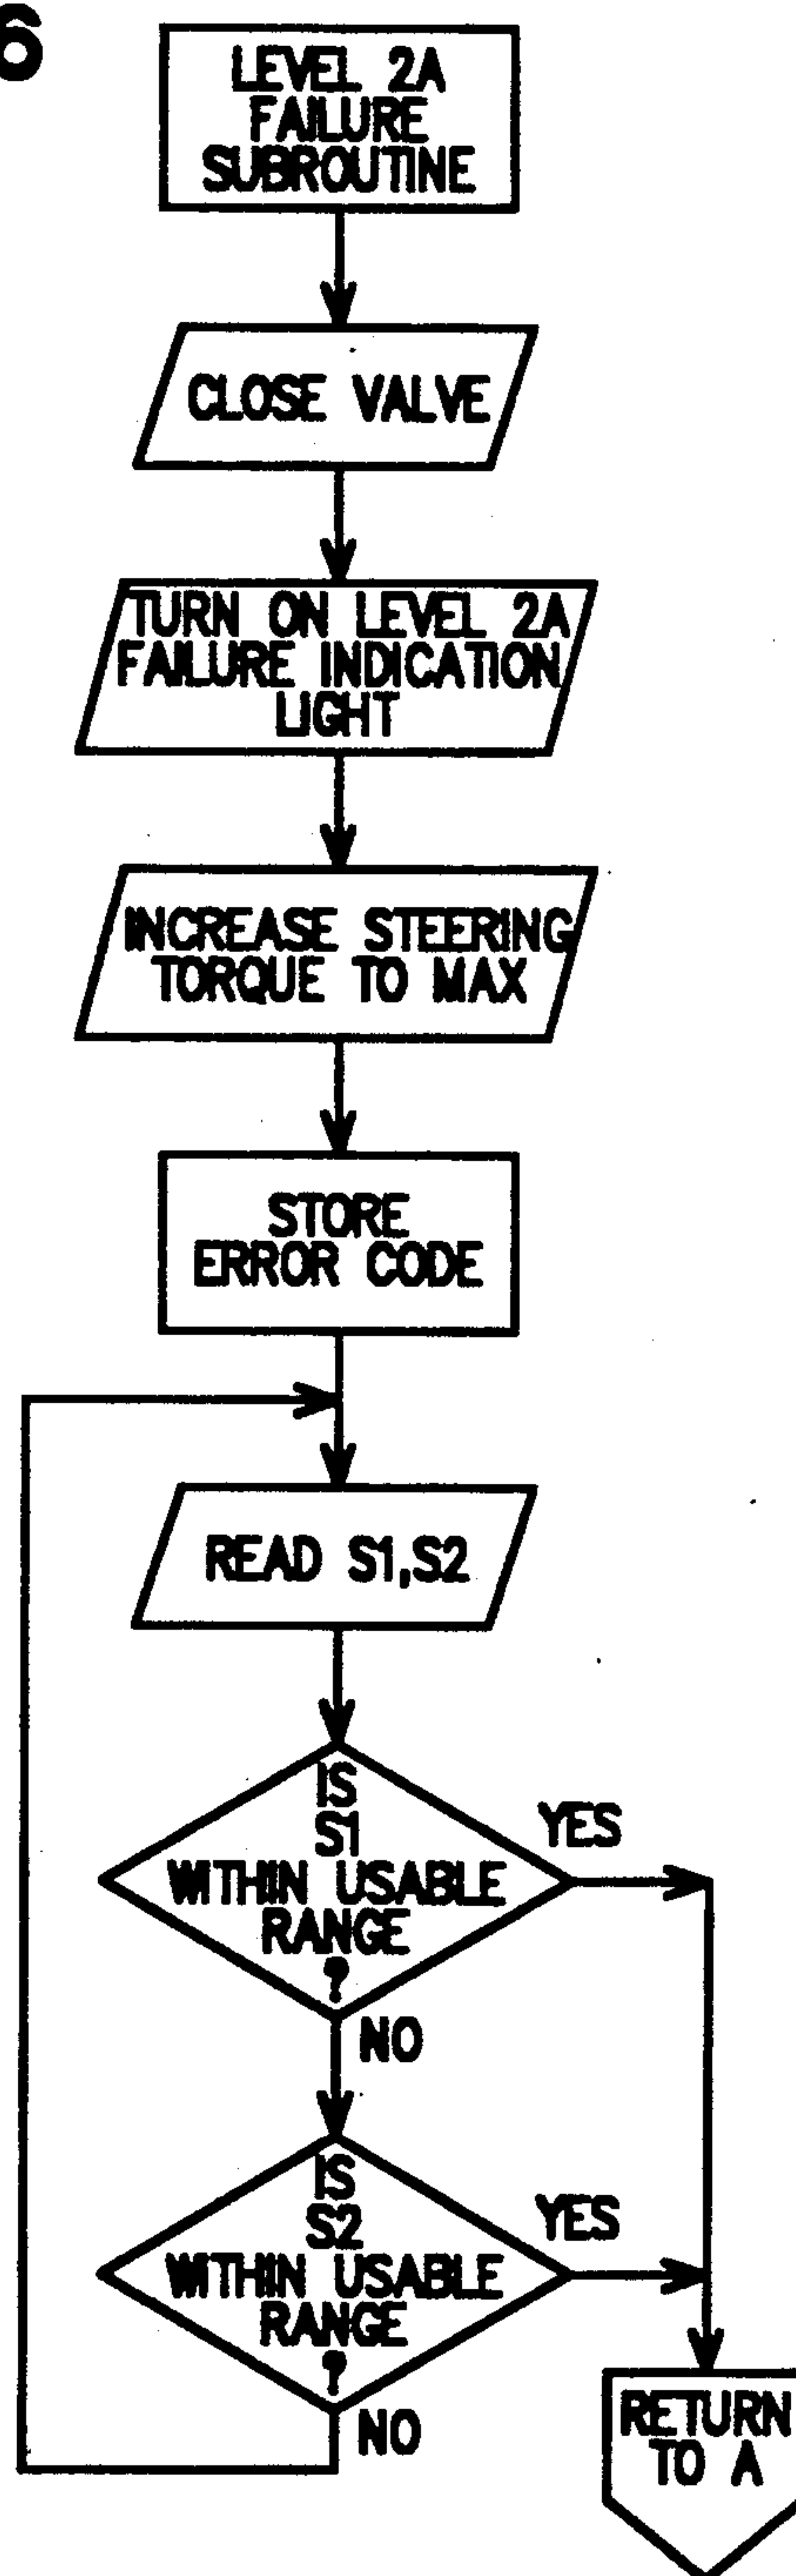 6
LEVEL 2A
FAILURE
SUBROUTINE
CLOSE VALVE
TURN ON LEVEL 2A
FAILURE INDICATION
LIGHT
INCREASE STEERING
TORQUE TO MAX
STORE
ERROR CODE
READ S1,S2
IS
S1
WITHIN USABLE
RANGE
?
YES
NO
IS
S2
WITHIN USABLE
RANGE
?
YES
NO
RETURN
TO A